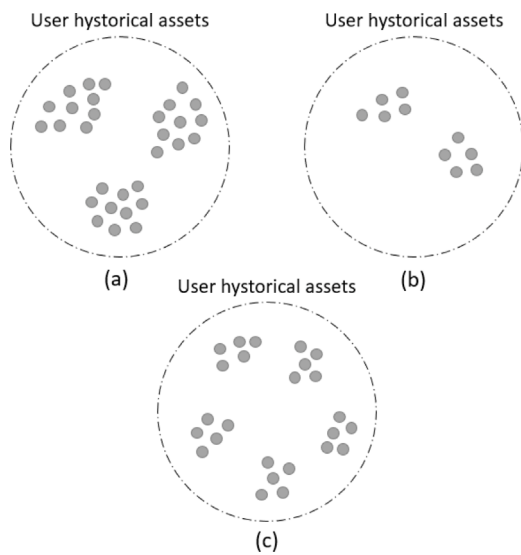 User hystorical assets
User hystorical assets
(a)
(b)
User hystorical assets
(c)